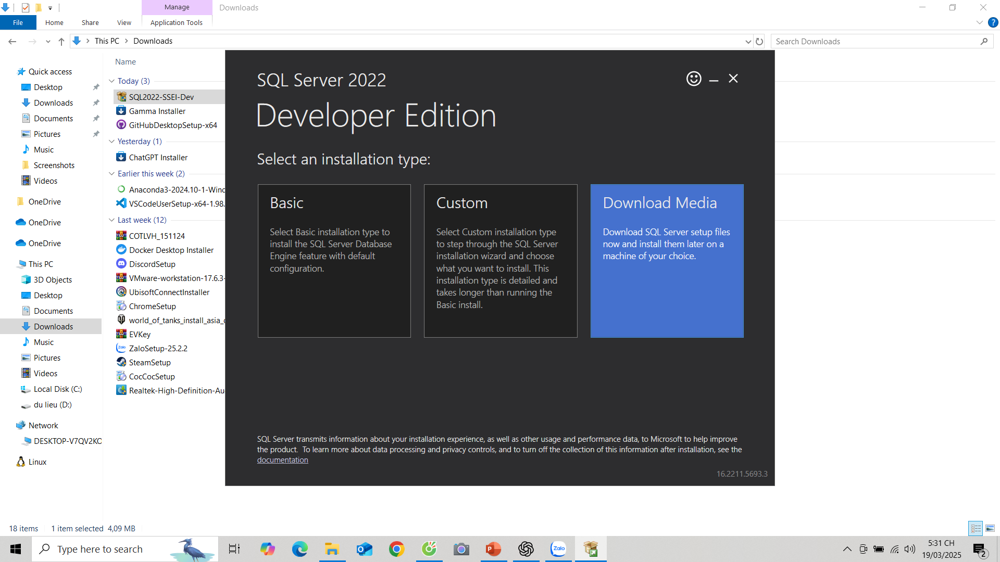 Manage
Downloads
File
Home
Share
View
Application Tools
This PC
Downloads
Search Downloads
Quick access
Desktop
Downloads
Documents
Pictures
Music
Screenshots
Videos
OneDrive
OneDrive
OneDrive
This PC
3D Objects
Desktop
Documents
Downloads
Music
Pictures
Videos
Local Disk (C:)
du lieu (D:)
Network
DESKTOP-V7QV2KO
Linux
Name
Today (3)
SQL2022-SSEI-Dev
Gamma Installer
GitHubDesktopSetup-x64
Yesterday (1)
ChatGPT Installer
Earlier this week (2)
Anaconda3-2024.10-1-Wind
VSCodeUserSetup-x64-1.98.
Last week (12)
COTLVH_151124
Docker Desktop Installer
DiscordSetup
VMware-workstation-17.6.3-
UbisoftConnectInstaller
ChromeSetup
world_of_tanks_install_asia_
EVKey
ZaloSetup-25.2.2
SteamSetup
CocCocSetup
Realtek-High-Definition-Au
SQL Server 2022
Developer Edition
Select an installation type:
Basic
Select Basic installation type to
install the SQL Server Database
Engine feature with default
configuration.
Custom
Select Custom installation type
to step through the SQL Server
installation wizard and choose
what you want to install. This
installation type is detailed and
takes longer than running the
Basic install.
Download Media
Download SQL Server setup files
now and install them later on a
machine of your choice.
SQL Server transmits information about your installation experience, as well as other usage and performance data, to Microsoft to help improve
the product.  To learn more about data processing and privacy controls, and to turn off the collection of this information after installation, see the
documentation
16.2211.5693.3
18 items
1 item selected  4,09 MB
Type here to search
Zalo
5:31 CH
19/03/2025
2